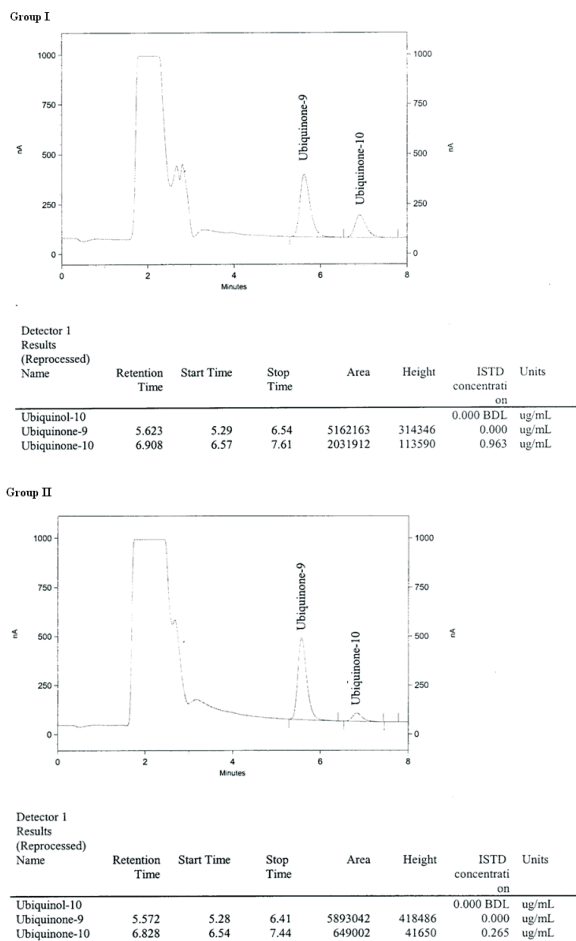 Group I
1000
750
500
250
0
nA
1000
750
500
250
0
nA
Ubiquinone-9
Ubiquinone-10
0 2 4 6 8
Minutes
Detector 1
Results
(Reprocessed)
Name Retention Start Time Stop Area Height ISTD Units
Time Time concentrati
on
Ubiquinol-10 0.000 BDL ug/mL
Ubiquinone-9 5.623 5.29 6.54 5162163 314346 0.000 ug/mL
Ubiquinone-10 6.908 6.57 7.61 2031912 113590 0.963 ug/mL
Group II
1000
750
500
250
0
nA
1000
750
500
250
0
nA
Ubiquinone-9
Ubiquinone-10
0 2 4 6 8
Minutes
Detector 1
Results
(Reprocessed)
Name Retention Start Time Stop Area Height ISTD Units
Time Time concentrati
on
Ubiquinol-10 0.000 BDL ug/mL
Ubiquinone-9 5.572 5.28 6.41 5893042 418486 0.000 ug/mL
Ubiquinone-10 6.828 6.54 7.44 649002 41650 0.265 ug/mL